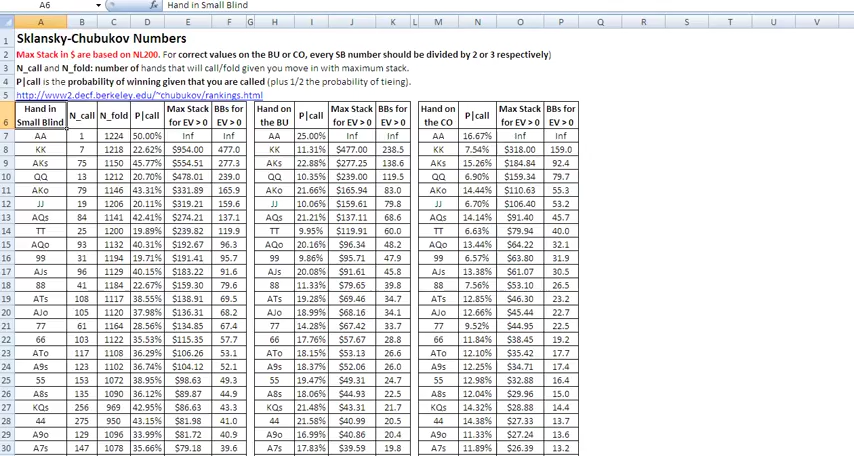 A6 fx Hand in Small Blind
A B C D E F G H I J K L M N O P Q R S T U V
1 Sklansky-Chubukov Numbers
2 Max Stack in $ are based on NL200. For correct values on the BU or CO, every SB number should be divided by 2 or 3 respectively)
3 N_call and N_fold: number of hands that will call/fold given you move in with maximum stack.
4 P|call is the probability of winning given that you are called (plus 1/2 the probability of tieing).
5 http://www2.decf.berkeley.edu/~chubukov/rankings.html
Hand in Max Stack BBs for Hand on Max Stack BBs for Hand on Max Stack BBs for
6 Small Blind N_call N_fold P|call for EV > 0 EV > 0 the BU P|call for EV > 0 EV > 0 the CO P|call for EV > 0 EV > 0
7 AA 1 1224 50.00% Inf Inf AA 25.00% Inf Inf AA 16.67% Inf Inf
8 KK 7 1218 22.62% $954.00 477.0 KK 11.31% $477.00 238.5 KK 7.54% $318.00 159.0
9 AKs 75 1150 45.77% $554.51 277.3 AKs 22.88% $277.25 138.6 AKs 15.26% $184.84 92.4
10 QQ 13 1212 20.70% $478.01 239.0 QQ 10.35% $239.00 119.5 QQ 6.90% $159.34 79.7
11 AKo 79 1146 43.31% $331.89 165.9 AKo 21.66% $165.94 83.0 AKo 14.44% $110.63 55.3
12 JJ 19 1206 20.11% $319.21 159.6 JJ 10.06% $159.61 79.8 JJ 6.70% $106.40 53.2
13 AQs 84 1141 42.41% $274.21 137.1 AQs 21.21% $137.11 68.6 AQs 14.14% $91.40 45.7
14 TT 25 1200 19.89% $239.82 119.9 TT 9.95% $119.91 60.0 TT 6.63% $79.94 40.0
15 AQo 93 1132 40.31% $192.67 96.3 AQo 20.16% $96.34 48.2 AQo 13.44% $64.22 32.1
16 99 31 1194 19.71% $191.41 95.7 99 9.86% $95.71 47.9 99 6.57% $63.80 31.9
17 AJs 96 1129 40.15% $183.22 91.6 AJs 20.08% $91.61 45.8 AJs 13.38% $61.07 30.5
18 88 41 1184 22.67% $159.30 79.6 88 11.33% $79.65 39.8 88 7.56% $53.10 26.5
19 ATs 108 1117 38.55% $138.91 69.5 ATs 19.28% $69.46 34.7 ATs 12.85% $46.30 23.2
20 AJo 105 1120 37.98% $136.31 68.2 AJo 18.99% $68.16 34.1 AJo 12.66% $45.44 22.7
21 77 61 1164 28.56% $134.85 67.4 77 14.28% $67.42 33.7 77 9.52% $44.95 22.5
22 66 103 1122 35.53% $115.35 57.7 66 17.76% $57.67 28.8 66 11.84% $38.45 19.2
23 ATo 117 1108 36.29% $106.26 53.1 ATo 18.15% $53.13 26.6 ATo 12.10% $35.42 17.7
24 A9s 123 1102 36.74% $104.12 52.1 A9s 18.37% $52.06 26.0 A9s 12.25% $34.71 17.4
25 55 153 1072 38.95% $98.63 49.3 55 19.47% $49.31 24.7 55 12.98% $32.88 16.4
26 A8s 135 1090 36.12% $89.87 44.9 A8s 18.06% $44.93 22.5 A8s 12.04% $29.96 15.0
27 KQs 256 969 42.95% $86.63 43.3 KQs 21.48% $43.31 21.7 KQs 14.32% $28.88 14.4
28 44 275 950 43.15% $81.98 41.0 44 21.58% $40.99 20.5 44 14.38% $27.33 13.7
29 A9o 129 1096 33.99% $81.72 40.9 A9o 16.99% $40.86 20.4 A9o 11.33% $27.24 13.6
30 A7s 147 1078 35.66% $79.18 39.6 A7s 17.83% $39.59 19.8 A7s 11.89% $26.39 13.2